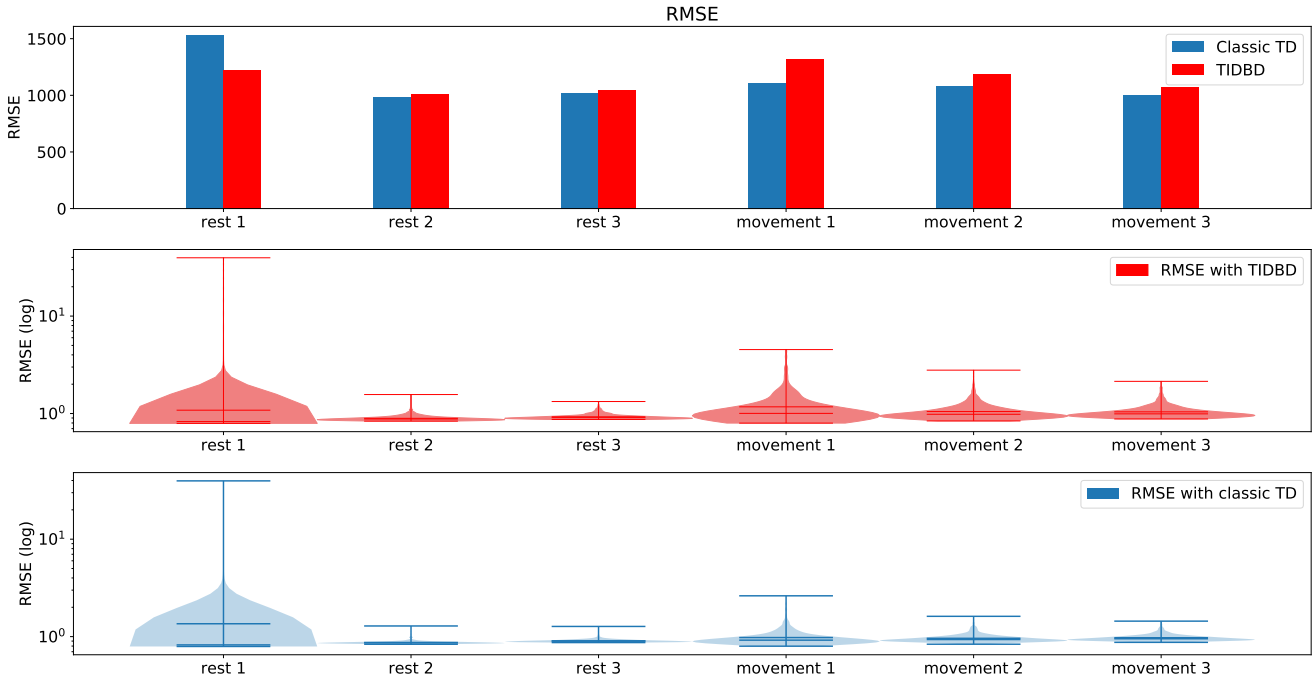 RMSE
1500
1000
500
0
RMSE
Classic TD
TIDBD
rest 1 rest 2 rest 3 movement 1 movement 2 movement 3
10¹
10⁰
RMSE (log)
RMSE with TIDBD
rest 1 rest 2 rest 3 movement 1 movement 2 movement 3
10¹
10⁰
RMSE (log)
RMSE with classic TD
rest 1 rest 2 rest 3 movement 1 movement 2 movement 3